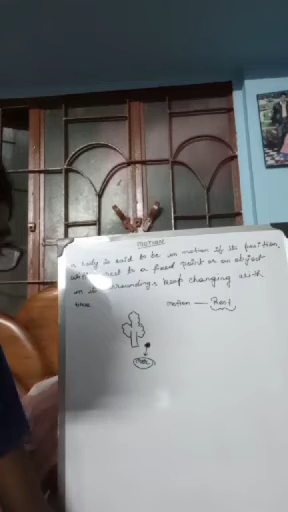 MOTION
A body is said to be in motion if its position,
with respect to a fixed point or an object
in its surroundings keep changing with
time.
motion — Rest